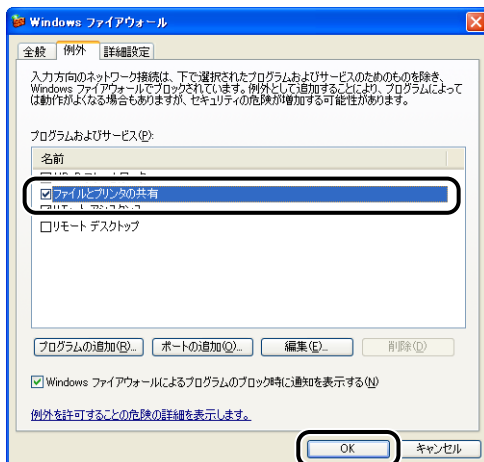 Windows ファイアウォール
全般 例外 詳細設定
入力方向のネットワーク接続は、下で選択されたプログラムおよびサービスのためのものを除き、
Windows ファイアウォールでブロックされています。例外として追加することにより、プログラムによって
は動作がよくなる場合もありますが、セキュリティの危険が増加する可能性があります。
プログラムおよびサービス(P):
名前
ファイルとプリンタの共有
リモート アシスタンス
リモート デスクトップ
プログラムの追加(R)... ポートの追加(O)... 編集(E)... 削除(D)
Windows ファイアウォールによるプログラムのブロック時に通知を表示する(N)
例外を許可することの危険の詳細を表示します。
OK キャンセル